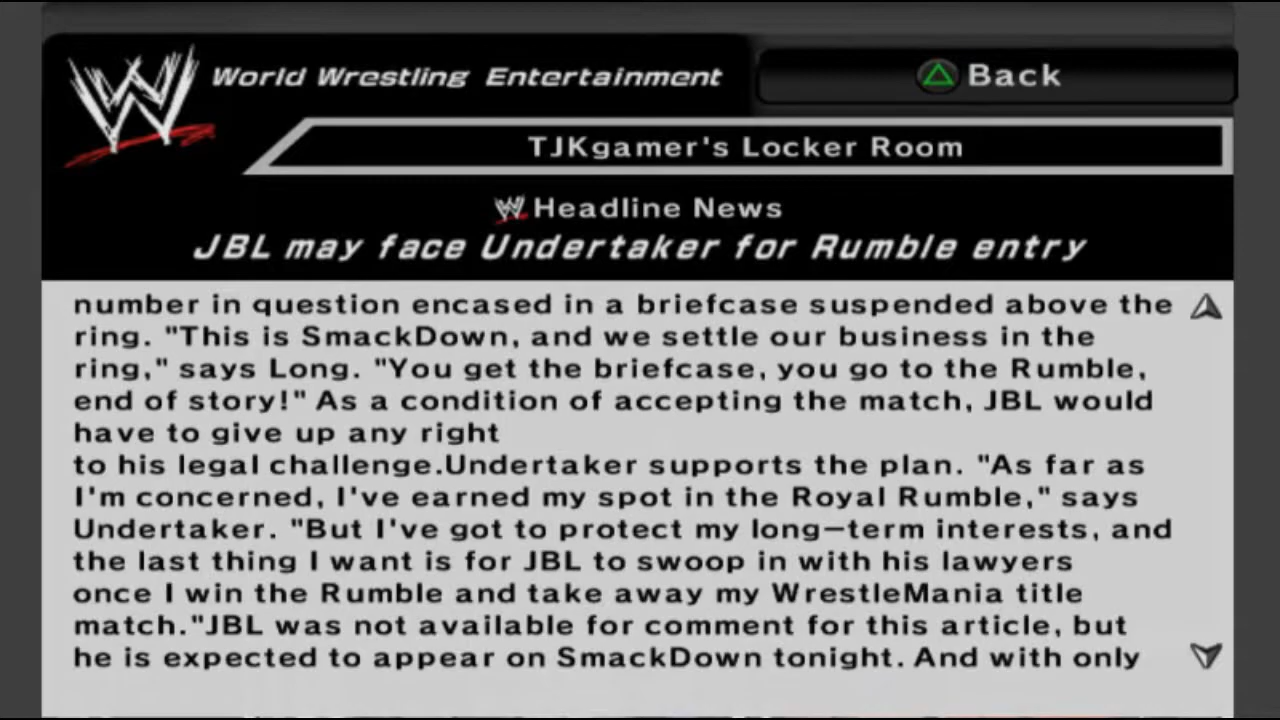 World Wrestling Entertainment
Back
TJKgamer's Locker Room
Headline News
JBL may face Undertaker for Rumble entry
number in question encased in a briefcase suspended above the
ring. "This is SmackDown, and we settle our business in the
ring," says Long. "You get the briefcase, you go to the Rumble,
end of story!" As a condition of accepting the match, JBL would
have to give up any right
to his legal challenge.Undertaker supports the plan. "As far as
I'm concerned, I've earned my spot in the Royal Rumble," says
Undertaker. "But I've got to protect my long-term interests, and
the last thing I want is for JBL to swoop in with his lawyers
once I win the Rumble and take away my WrestleMania title
match."JBL was not available for comment for this article, but
he is expected to appear on SmackDown tonight. And with only